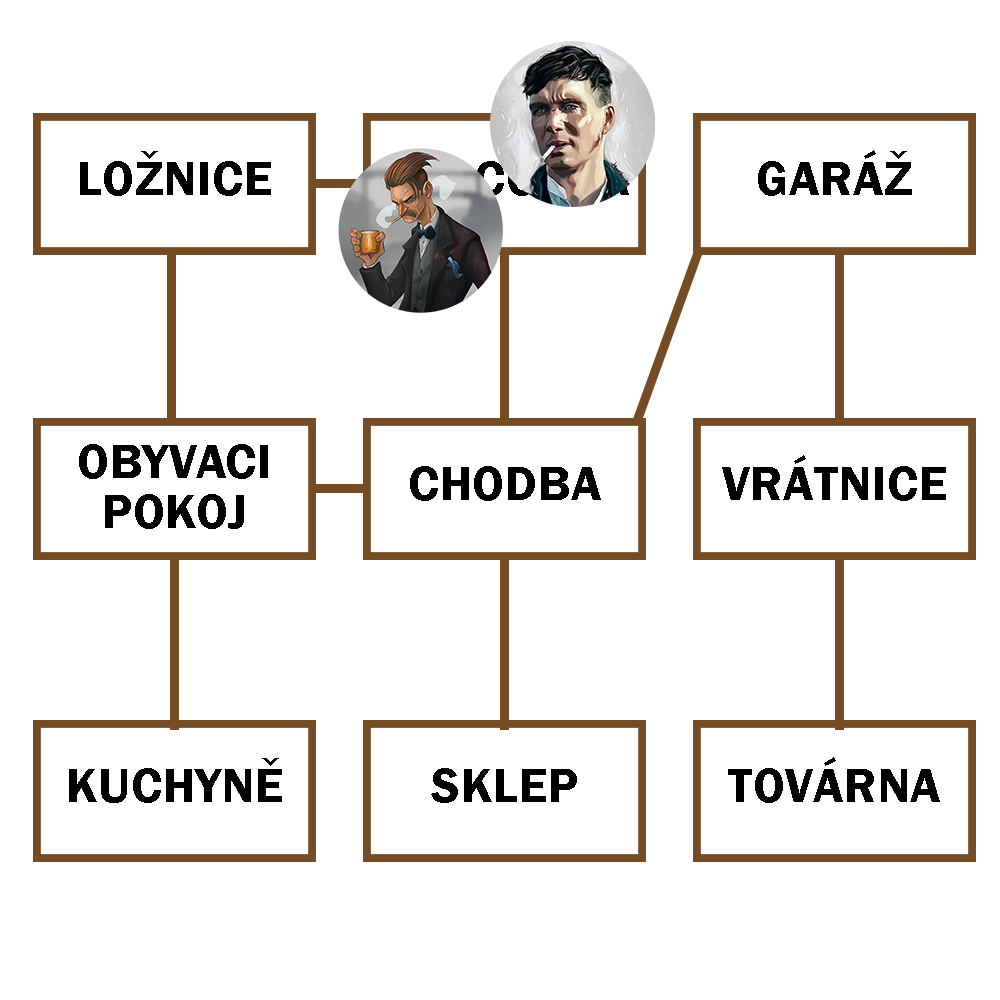 LOŽNICE
GARÁŽ
OBYVACI
POKOJ
CHODBA
VRÁTNICE
KUCHYNĚ
SKLEP
TOVÁRNA